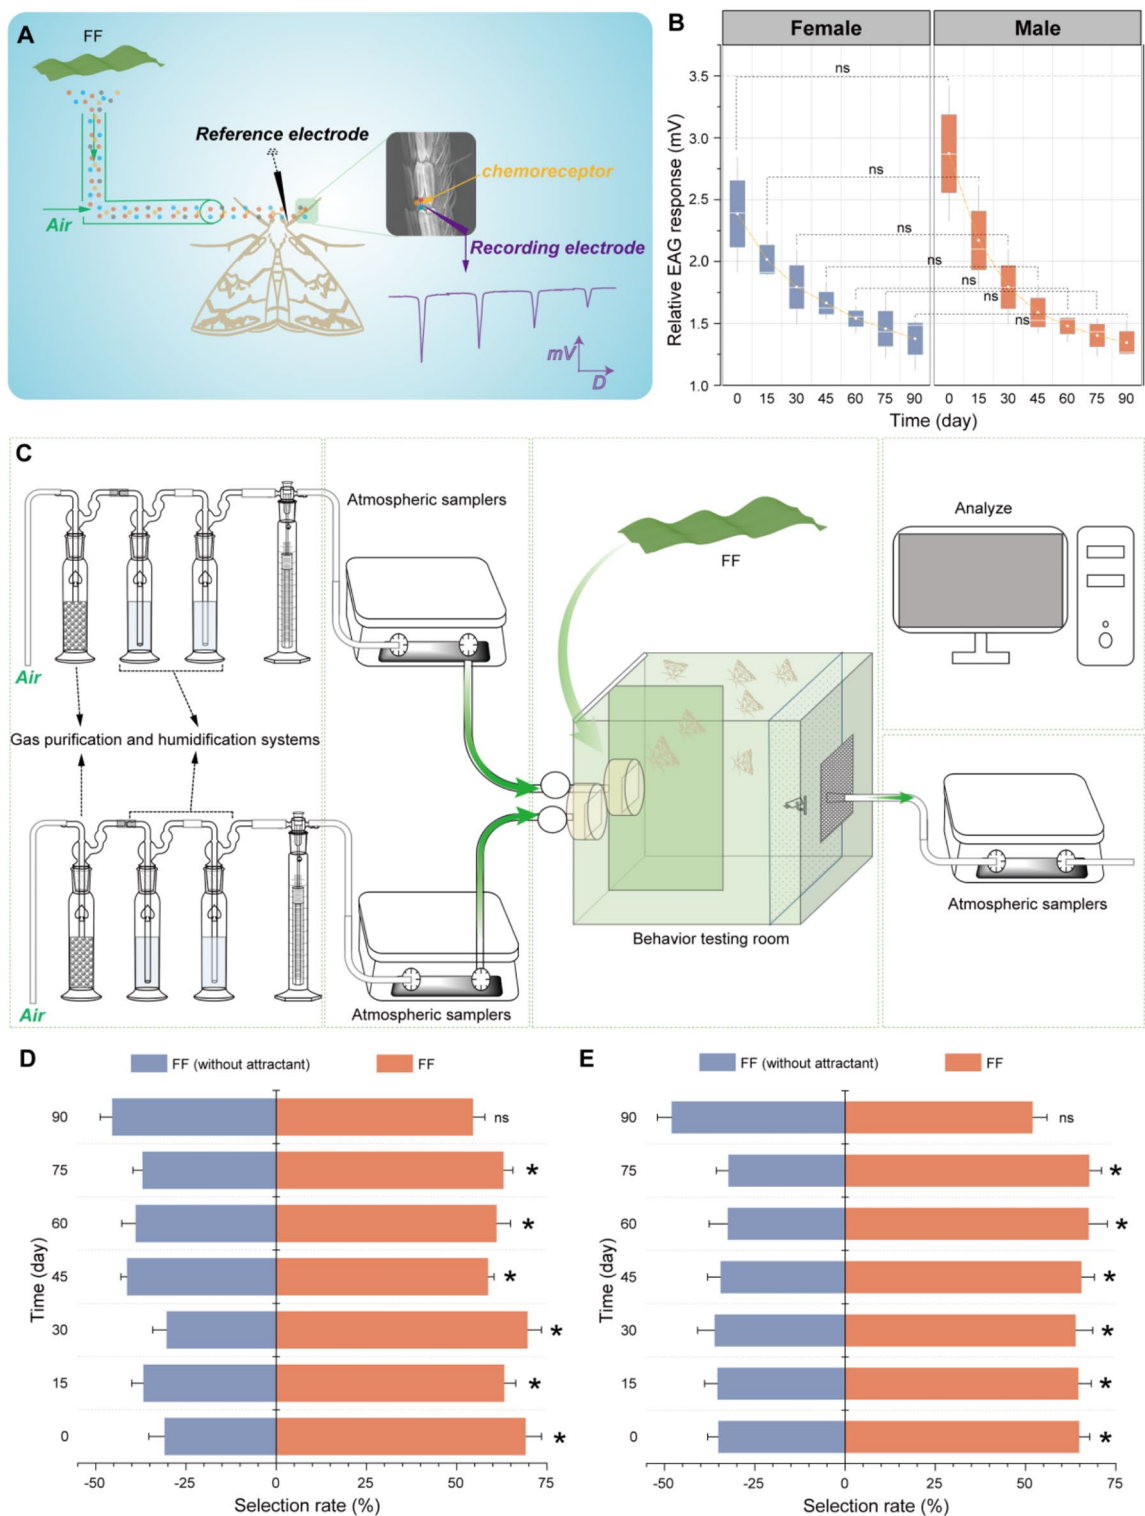 A
FF
Reference electrode
chemoreceptor
Air
Recording electrode
mV
D
B
Female
Male
Relative EAG response (mV)
3.5
3.0
2.5
2.0
1.5
1.0
ns
ns
ns
ns
ns
ns
ns
0 15 30 45 60 75 90 0 15 30 45 60 75 90
Time (day)
C
Atmospheric samplers
FF
Analyze
Air
Gas purification and humidification systems
Behavior testing room
Atmospheric samplers
Air
Atmospheric samplers
D
FF (without attractant) FF
Time (day)
90 ns
75 *
60 *
45 *
30 *
15 *
0 *
-50 -25 0 25 50 75
Selection rate (%)
E
FF (without attractant) FF
Time (day)
90 ns
75 *
60 *
45 *
30 *
15 *
0 *
-50 -25 0 25 50 75
Selection rate (%)